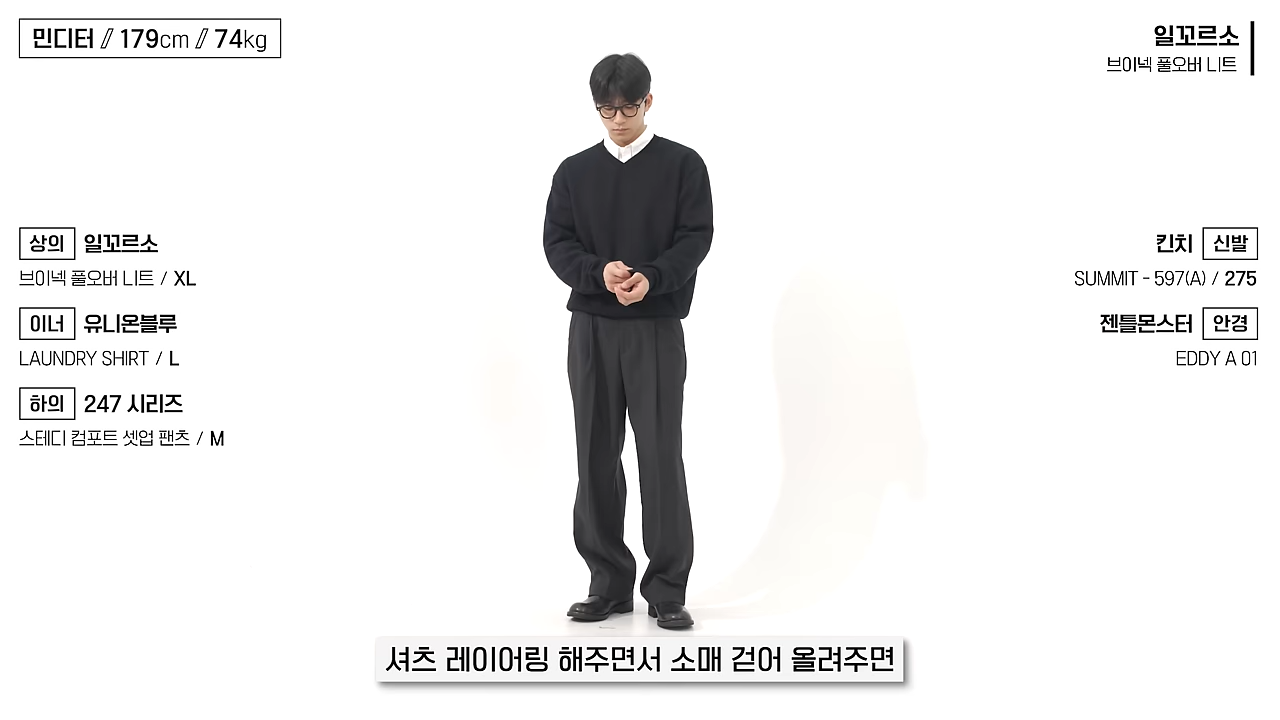 민디터 // 179cm // 74kg
일꼬르소
브이넥 풀오버 니트
상의 일꼬르소
브이넥 풀오버 니트 / XL
이너 유니온블루
LAUNDRY SHIRT / L
하의 247 시리즈
스테디 컴포트 셋업 팬츠 / M
킨치 신발
SUMMIT - 597(A) / 275
젠틀몬스터 안경
EDDY A 01
셔츠 레이어링 해주면서 소매 걷어 올려주면